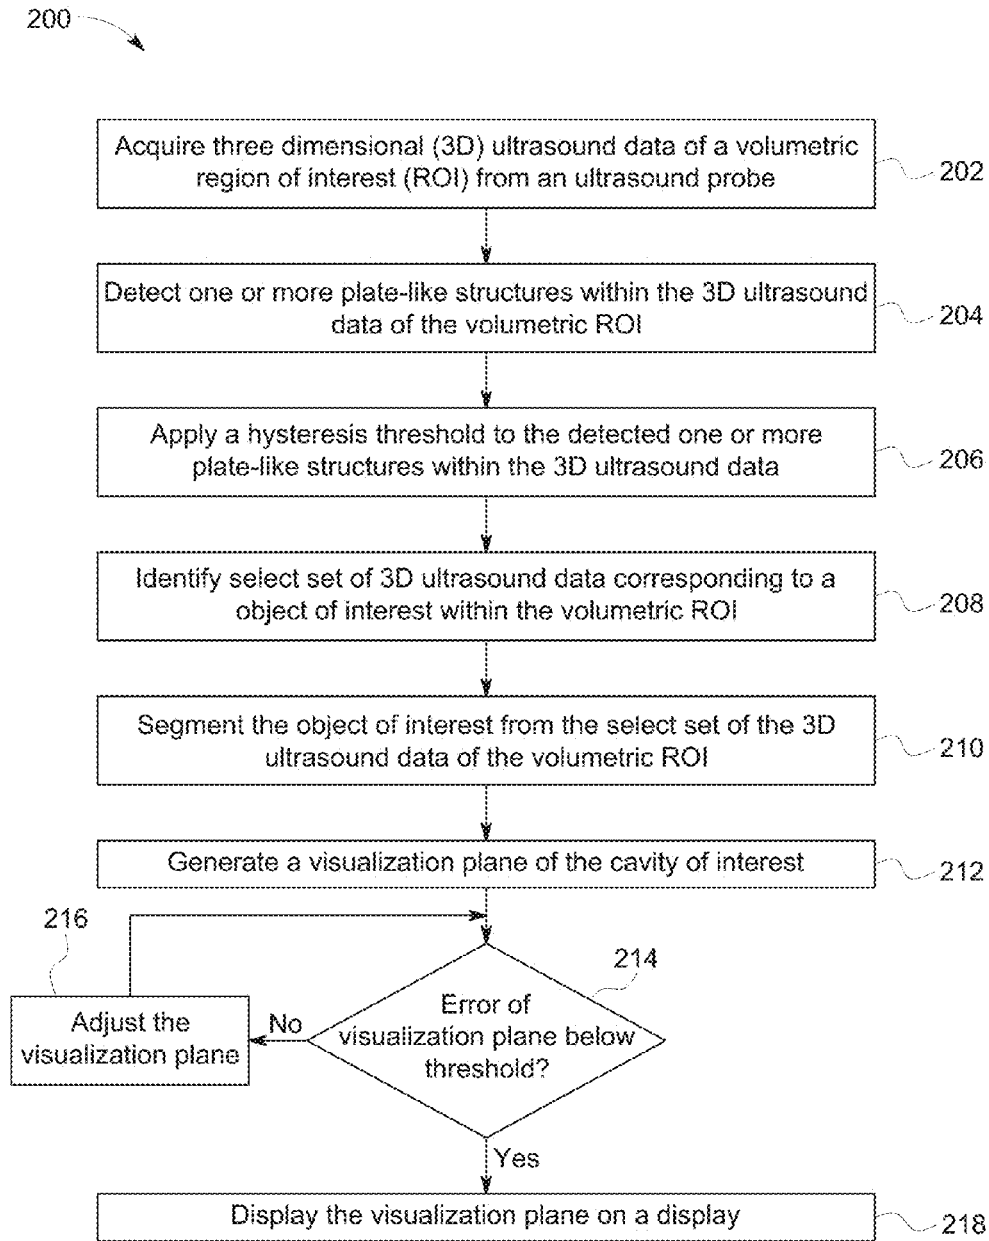 200
Acquire three dimensional (3D) ultrasound data of a volumetric
region of interest (ROI) from an ultrasound probe
202
Detect one or more plate-like structures within the 3D ultrasound
data of the volumetric ROI
204
Apply a hysteresis threshold to the detected one or more
plate-like structures within the 3D ultrasound data
206
Identify select set of 3D ultrasound data corresponding to a
object of interest within the volumetric ROI
208
Segment the object of interest from the select set of the 3D
ultrasound data of the volumetric ROI
210
Generate a visualization plane of the cavity of interest
212
216
214
Error of
visualization plane below
threshold?
No
Adjust the
visualization plane
Yes
Display the visualization plane on a display
218